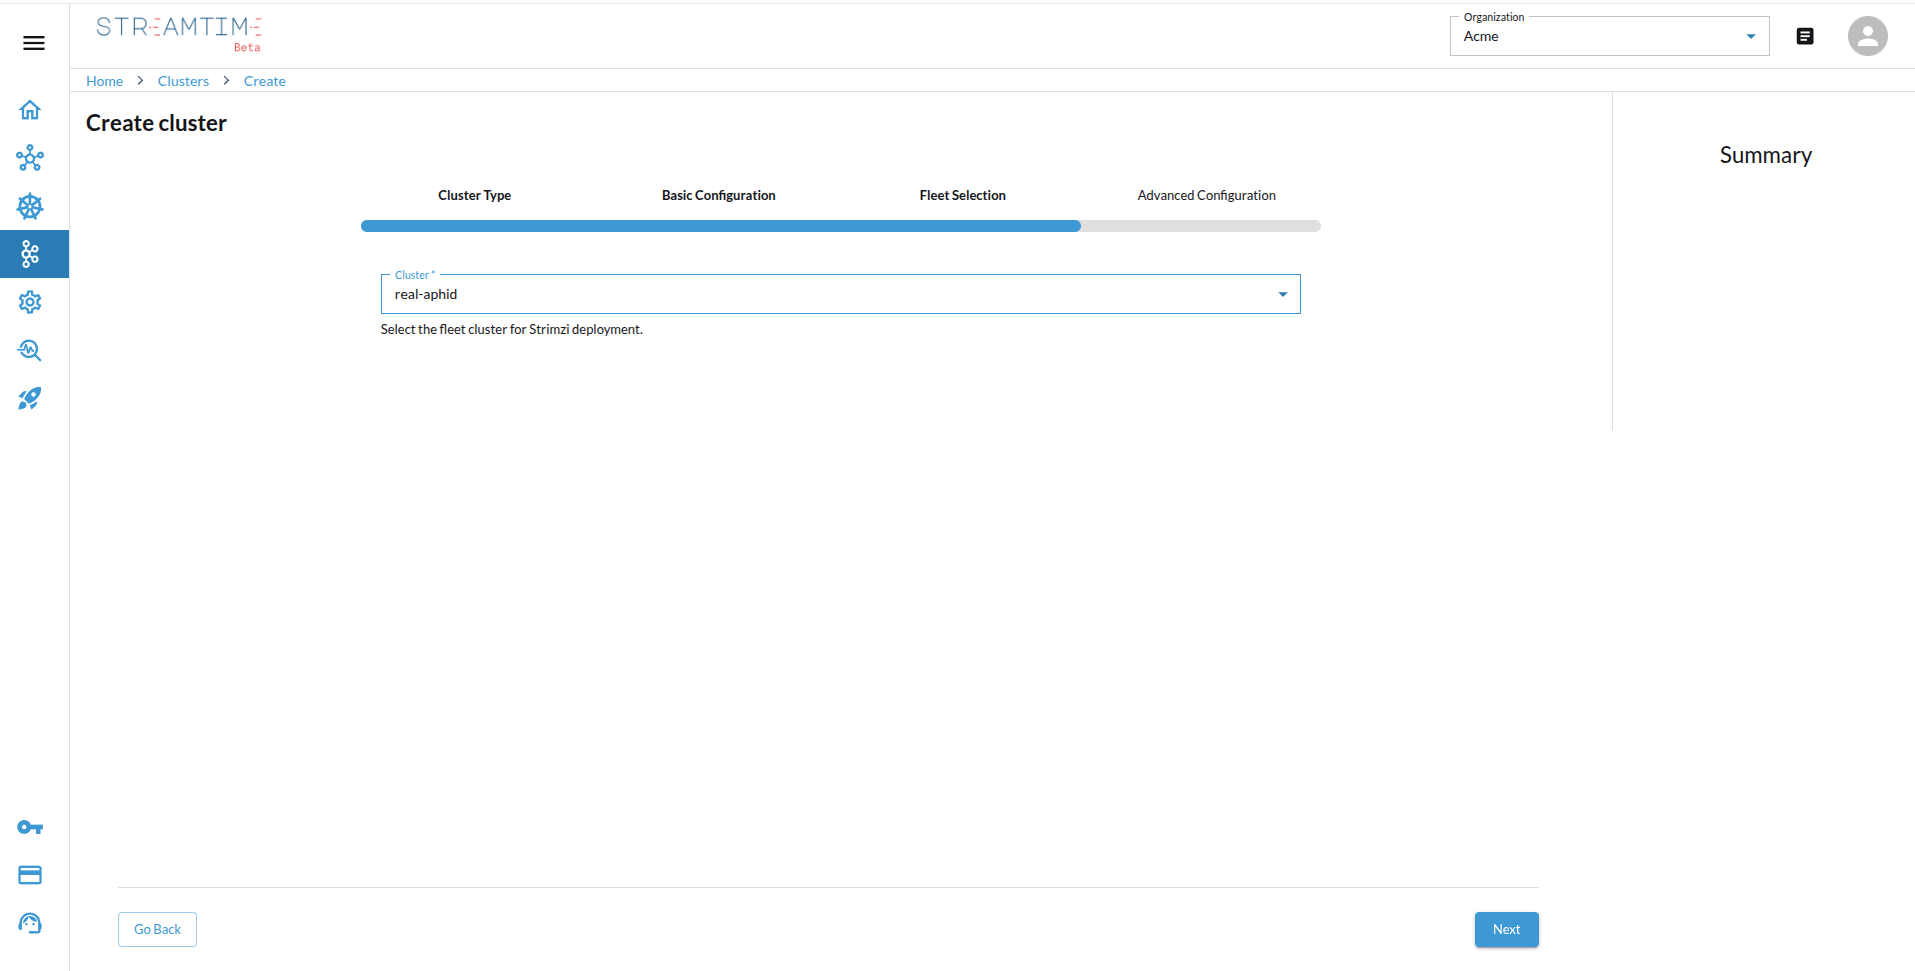 STREAMTIME
Beta
Organization
Acme
Home > Clusters > Create
Create cluster
Summary
Cluster Type
Basic Configuration
Fleet Selection
Advanced Configuration
Cluster *
real-aphid
Select the fleet cluster for Strimzi deployment.
Go Back
Next